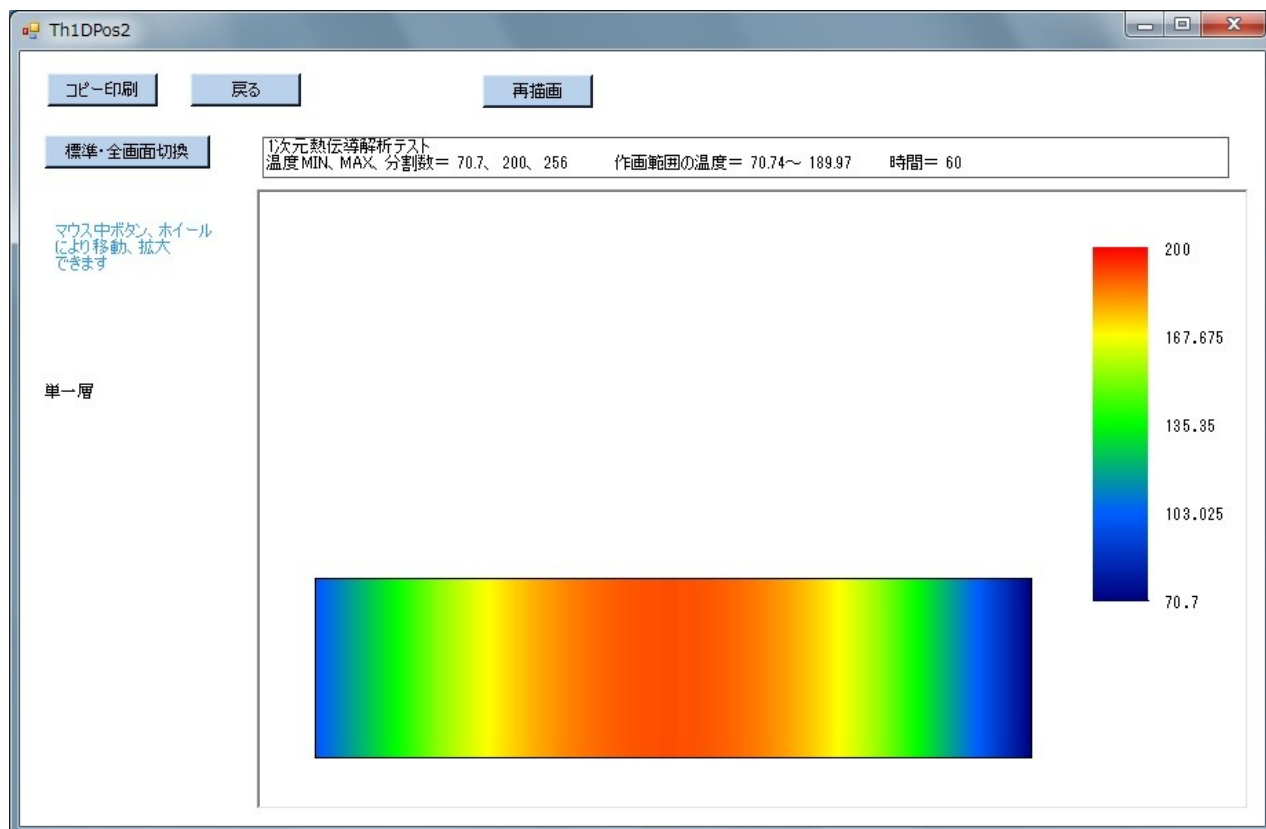 Th1DPos2
コピー印刷
戻る
再描画
標準・全画面切換
1次元熱伝導解析テスト
温度MIN、MAX、分割数＝ 70.7、 200、 256 作画範囲の温度＝ 70.74～ 189.97 時間＝ 60
マウス中ボタン、ホイール
により移動、拡大
できます
単一層
200
167.675
135.35
103.025
70.7